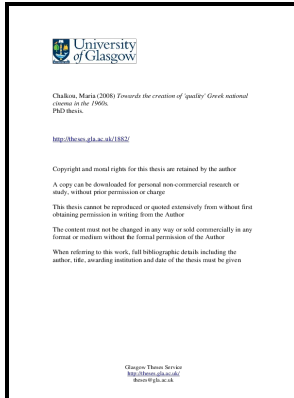 University
of Glasgow
Chalkou, Maria (2008) Towards the creation of 'quality' Greek national
cinema in the 1960s.
PhD thesis.
http://theses.gla.ac.uk/1882/
Copyright and moral rights for this thesis are retained by the author
A copy can be downloaded for personal non-commercial research or
study, without prior permission or charge
This thesis cannot be reproduced or quoted extensively from without first
obtaining permission in writing from the Author
The content must not be changed in any way or sold commercially in any
format or medium without the formal permission of the Author
When referring to this work, full bibliographic details including the
author, title, awarding institution and date of the thesis must be given
Glasgow Theses Service
http://theses.gla.ac.uk/
theses@gla.ac.uk